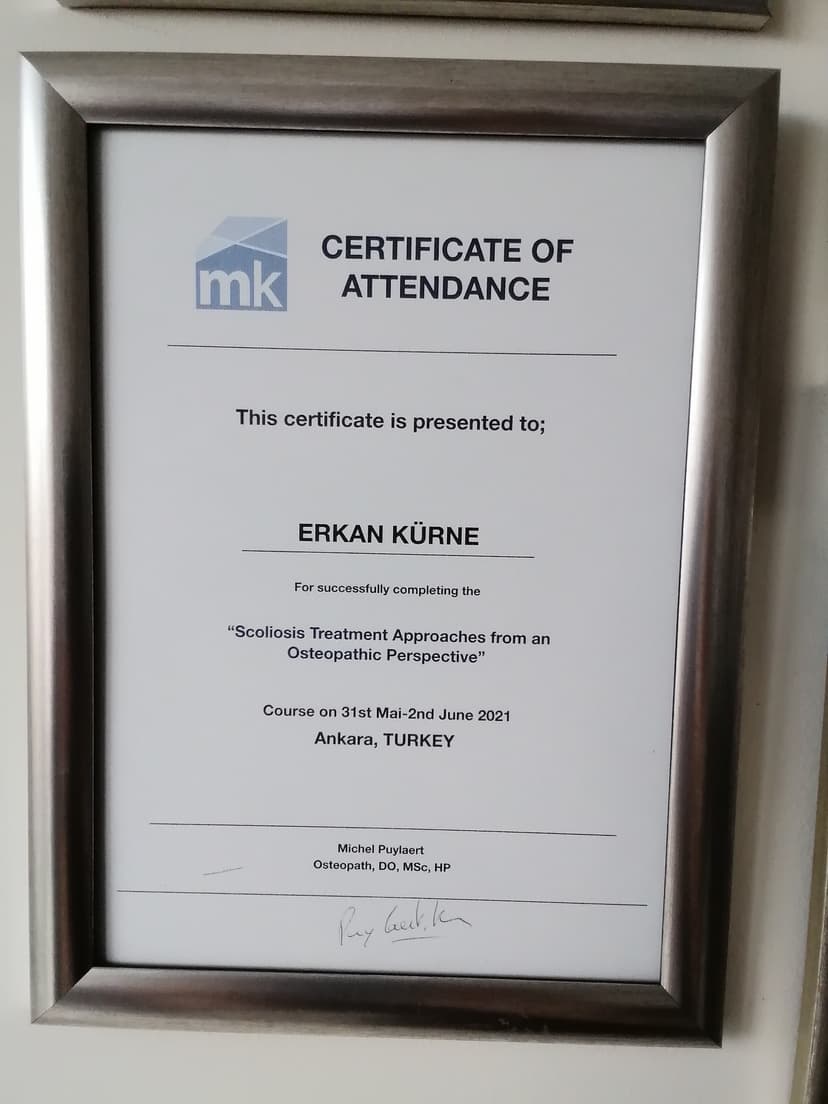 mk
CERTIFICATE OF
ATTENDANCE
This certificate is presented to;
ERKAN KÜRNE
For successfully completing the
“Scoliosis Treatment Approaches from an
Osteopathic Perspective”
Course on 31st Mai-2nd June 2021
Ankara, TURKEY
Michel Puylaert
Osteopath, DO, MSc, HP